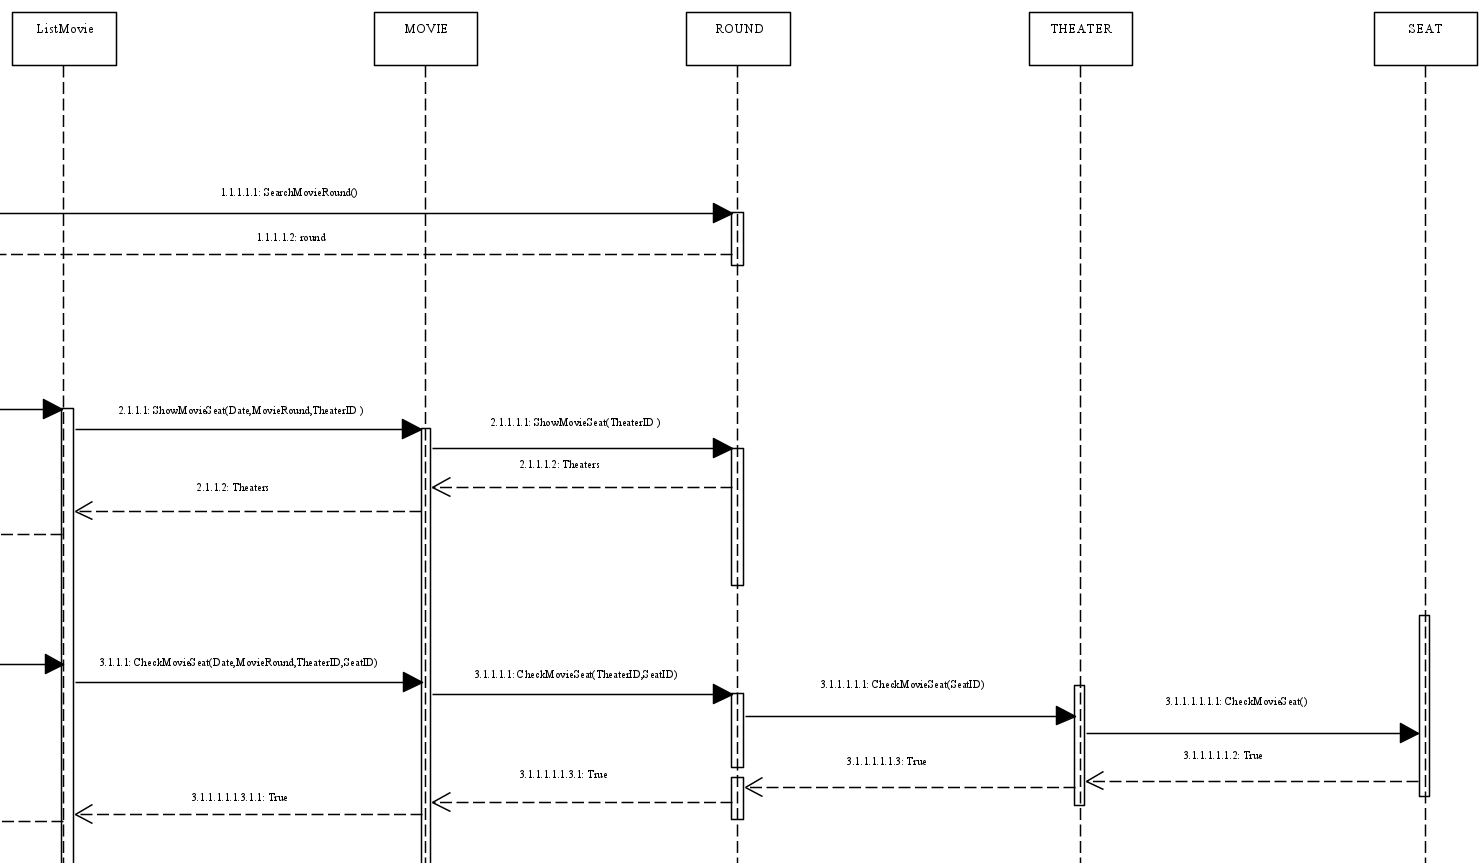 ListMovie
MOVIE
ROUND
THEATER
SEAT
1.1.1.1.1: SearchMovieRound()
1.1.1.1.2: round
2.1.1.1: ShowMovieSeat(Date,MovieRound,TheaterID )
2.1.1.1.1: ShowMovieSeat(TheaterID )
2.1.1.1.2: Theaters
2.1.1.2: Theaters
3.1.1.1: CheckMovieSeat(Date,MovieRound,TheaterID,SeatID)
3.1.1.1.1: CheckMovieSeat(TheaterID,SeatID)
3.1.1.1.1.1: CheckMovieSeat(SeatID)
3.1.1.1.1.1.1: CheckMovieSeat()
3.1.1.1.1.1.2: True
3.1.1.1.1.1.3: True
3.1.1.1.1.1.3.1: True
3.1.1.1.1.1.3.1.1: True